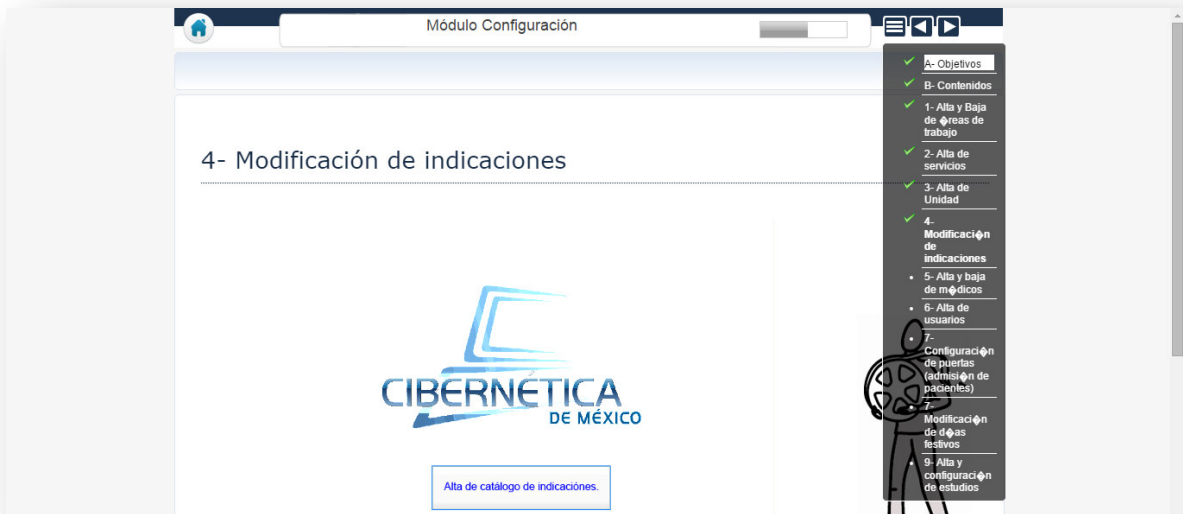 Módulo Configuración
A- Objetivos
B- Contenidos
1- Alta y Baja
de �reas de
trabajo
2- Alta de
servicios
3- Alta de
Unidad
4-
Modificaci�n
de
indicaciones
5- Alta y baja
de m�dicos
6- Alta de
usuarios
7-
Configuraci�n
de puertas
(admisi�n de
pacientes)
7-
Modificaci�n
de d�as
festivos
9- Alta y
configuraci�n
de estudios
4- Modificación de indicaciones
CIBERNÉTICA
DE MÉXICO
Alta de catálogo de indicaciónes.